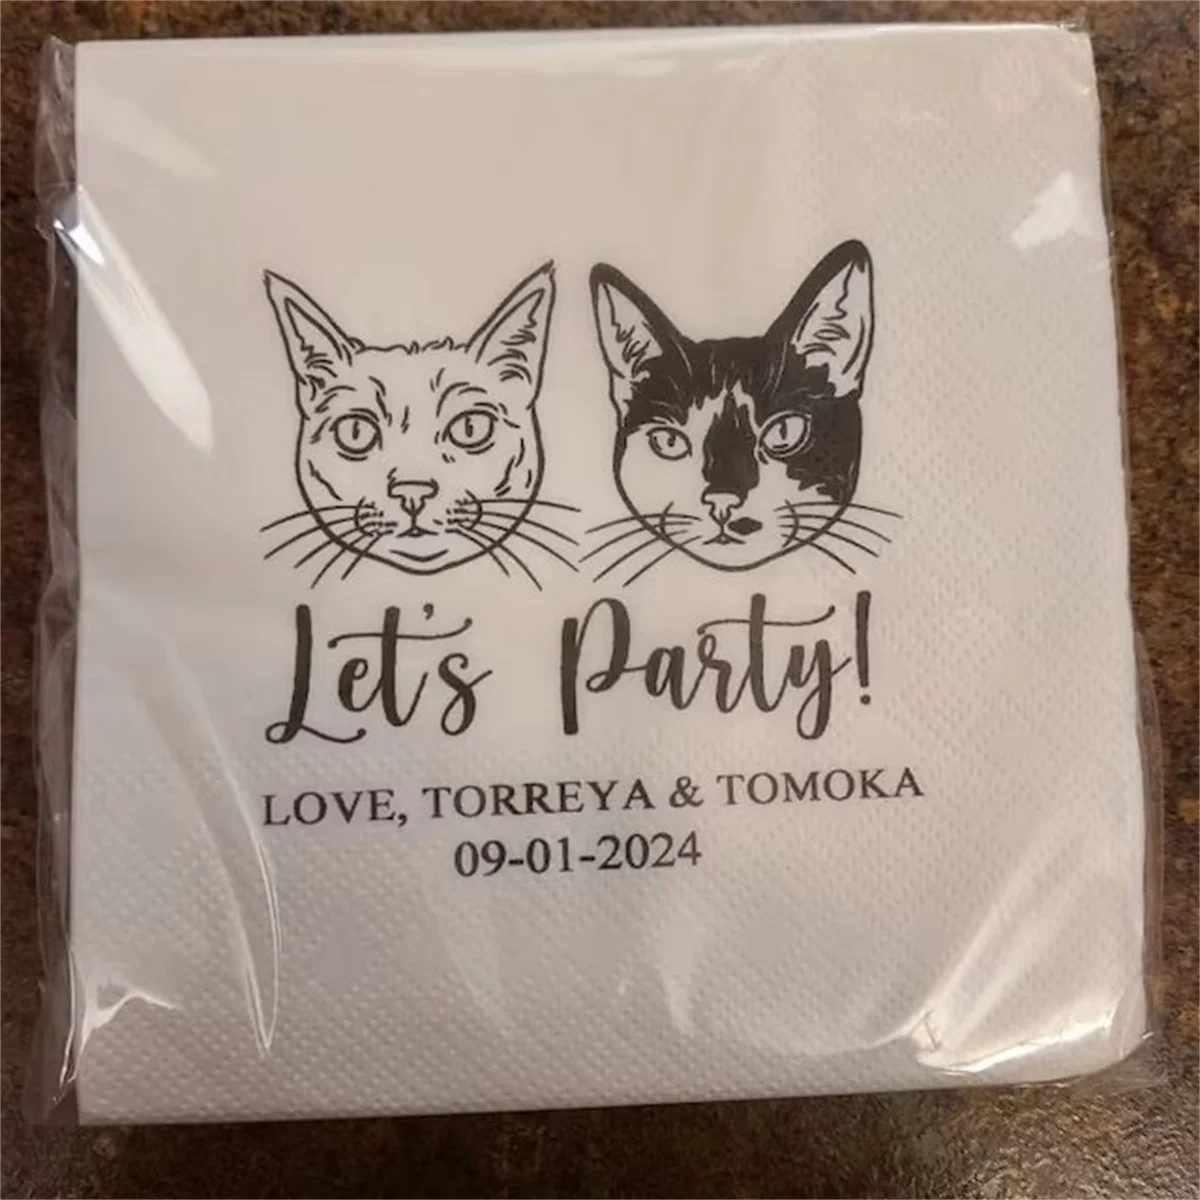 Let's Party!
LOVE, TORREYA & TOMOKA
09-01-2024